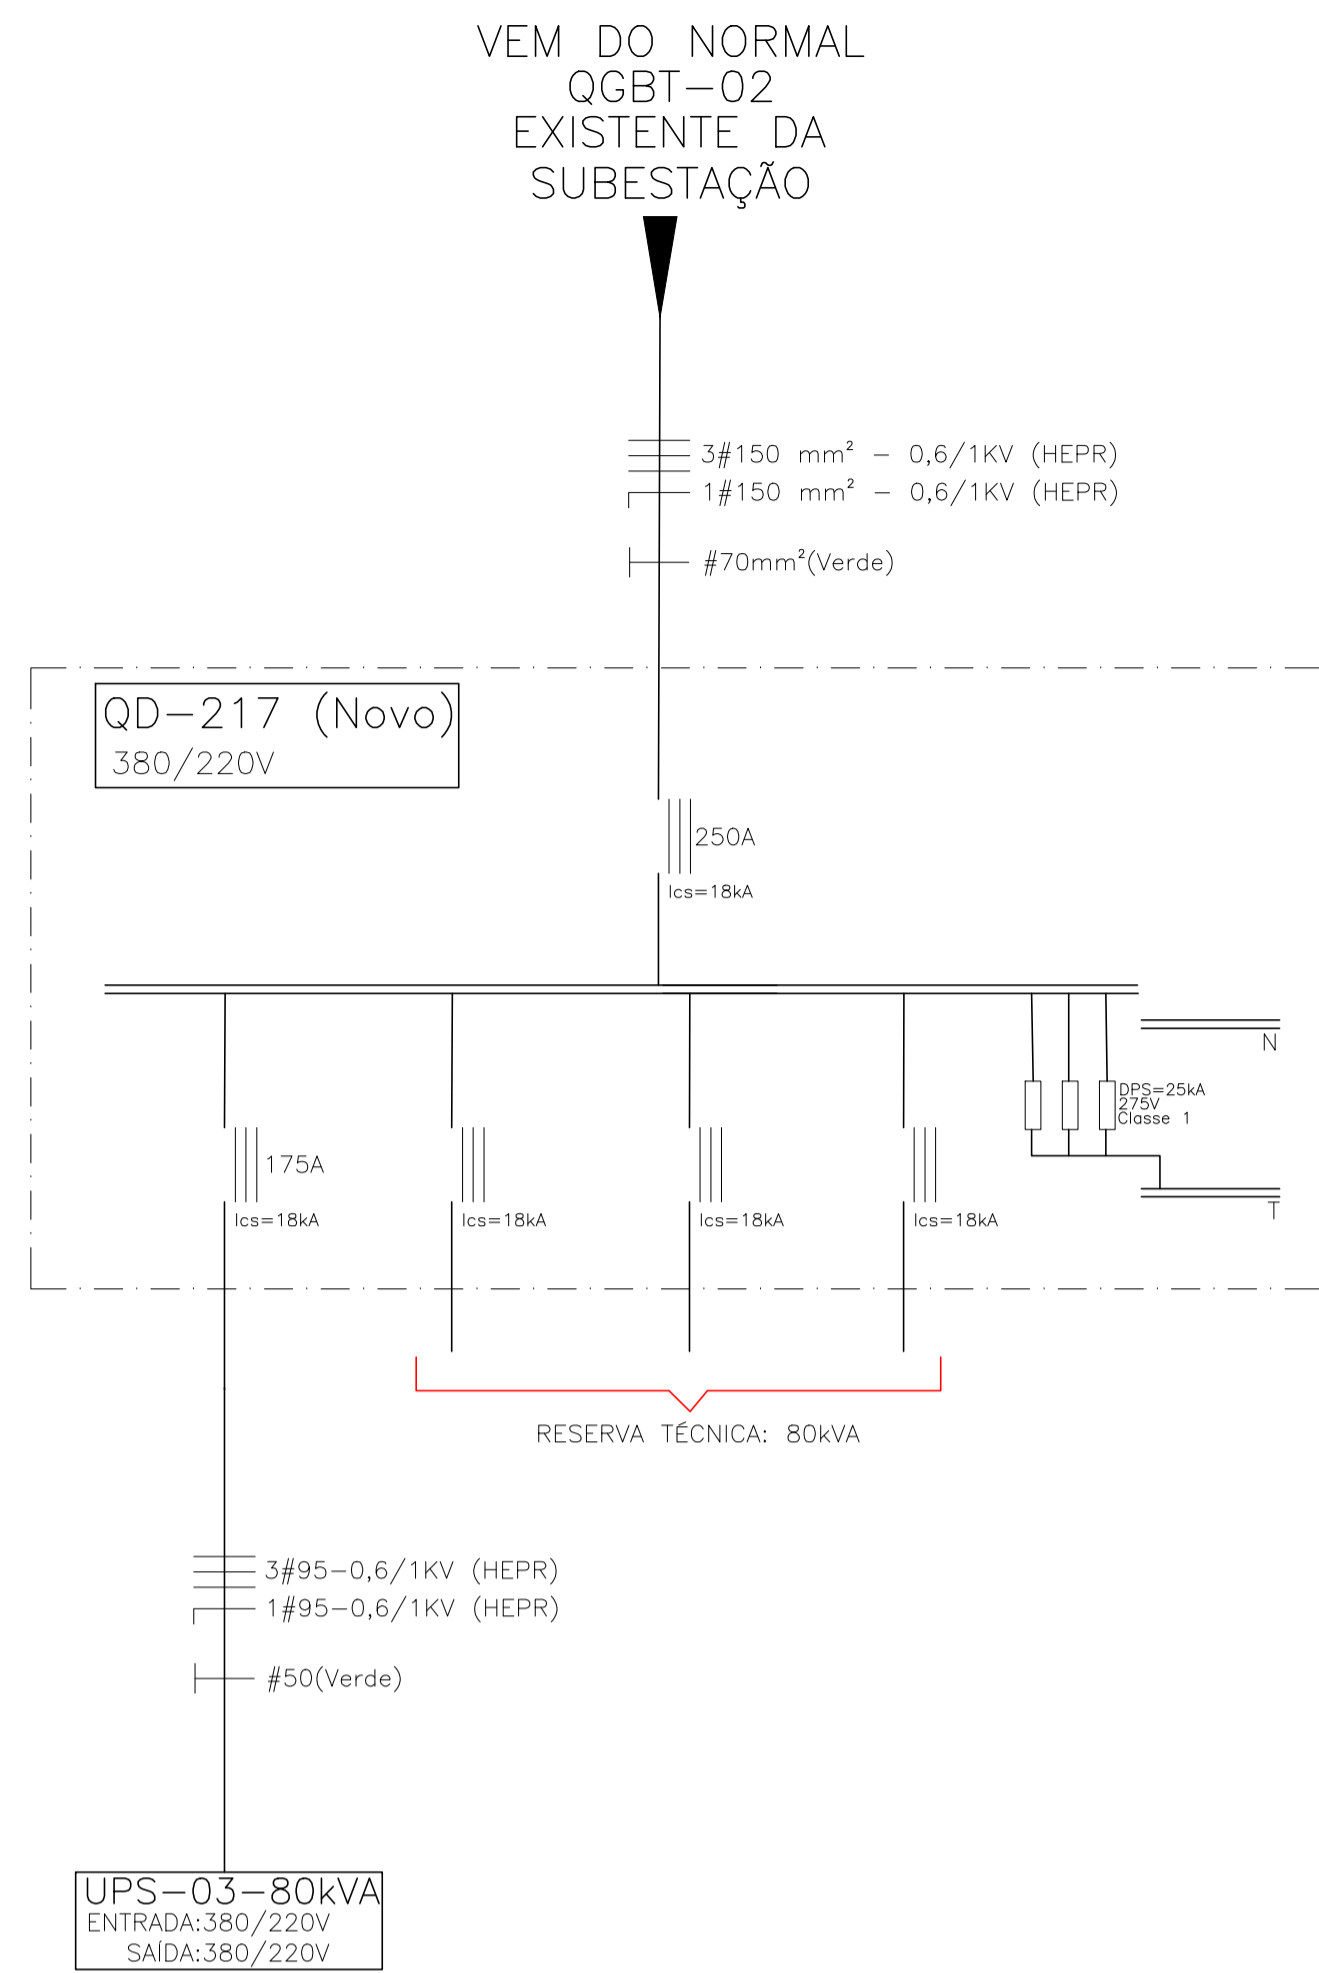 VEM DO NORMAL
QGBT-02
EXISTENTE DA
SUBESTAÇÃO
3#150 mm² - 0,6/1KV (HEPR)
1#150 mm² - 0,6/1KV (HEPR)
#70mm²(Verde)
QD-217 (Novo)
380/220V
250A
Ics=18kA
N
DPS=25kA
275V
Classe 1
175A
Ics=18kA
Ics=18kA
Ics=18kA
Ics=18kA
T
RESERVA TÉCNICA: 80kVA
3#95-0,6/1KV (HEPR)
1#95-0,6/1KV (HEPR)
#50(Verde)
UPS-03-80kVA
ENTRADA:380/220V
SAÍDA:380/220V